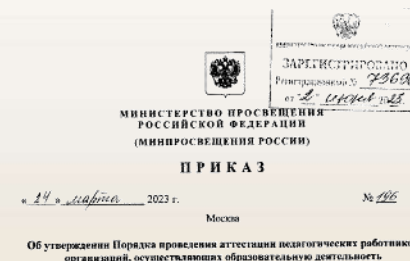 ЗАРЕГИСТРИРОВАНО
Регистрационный №
от "2" июня 2023.
МИНИСТЕРСТВО ПРОСВЕЩЕНИЯ
РОССИЙСКОЙ ФЕДЕРАЦИИ
(МИНПРОСВЕЩЕНИЯ РОССИИ)
ПРИКАЗ
« 24 » марта 2023 г.
№ 196
Москва
Об утверждении Порядка проведения аттестации педагогических работников
организаций, осуществляющих образовательную деятельность